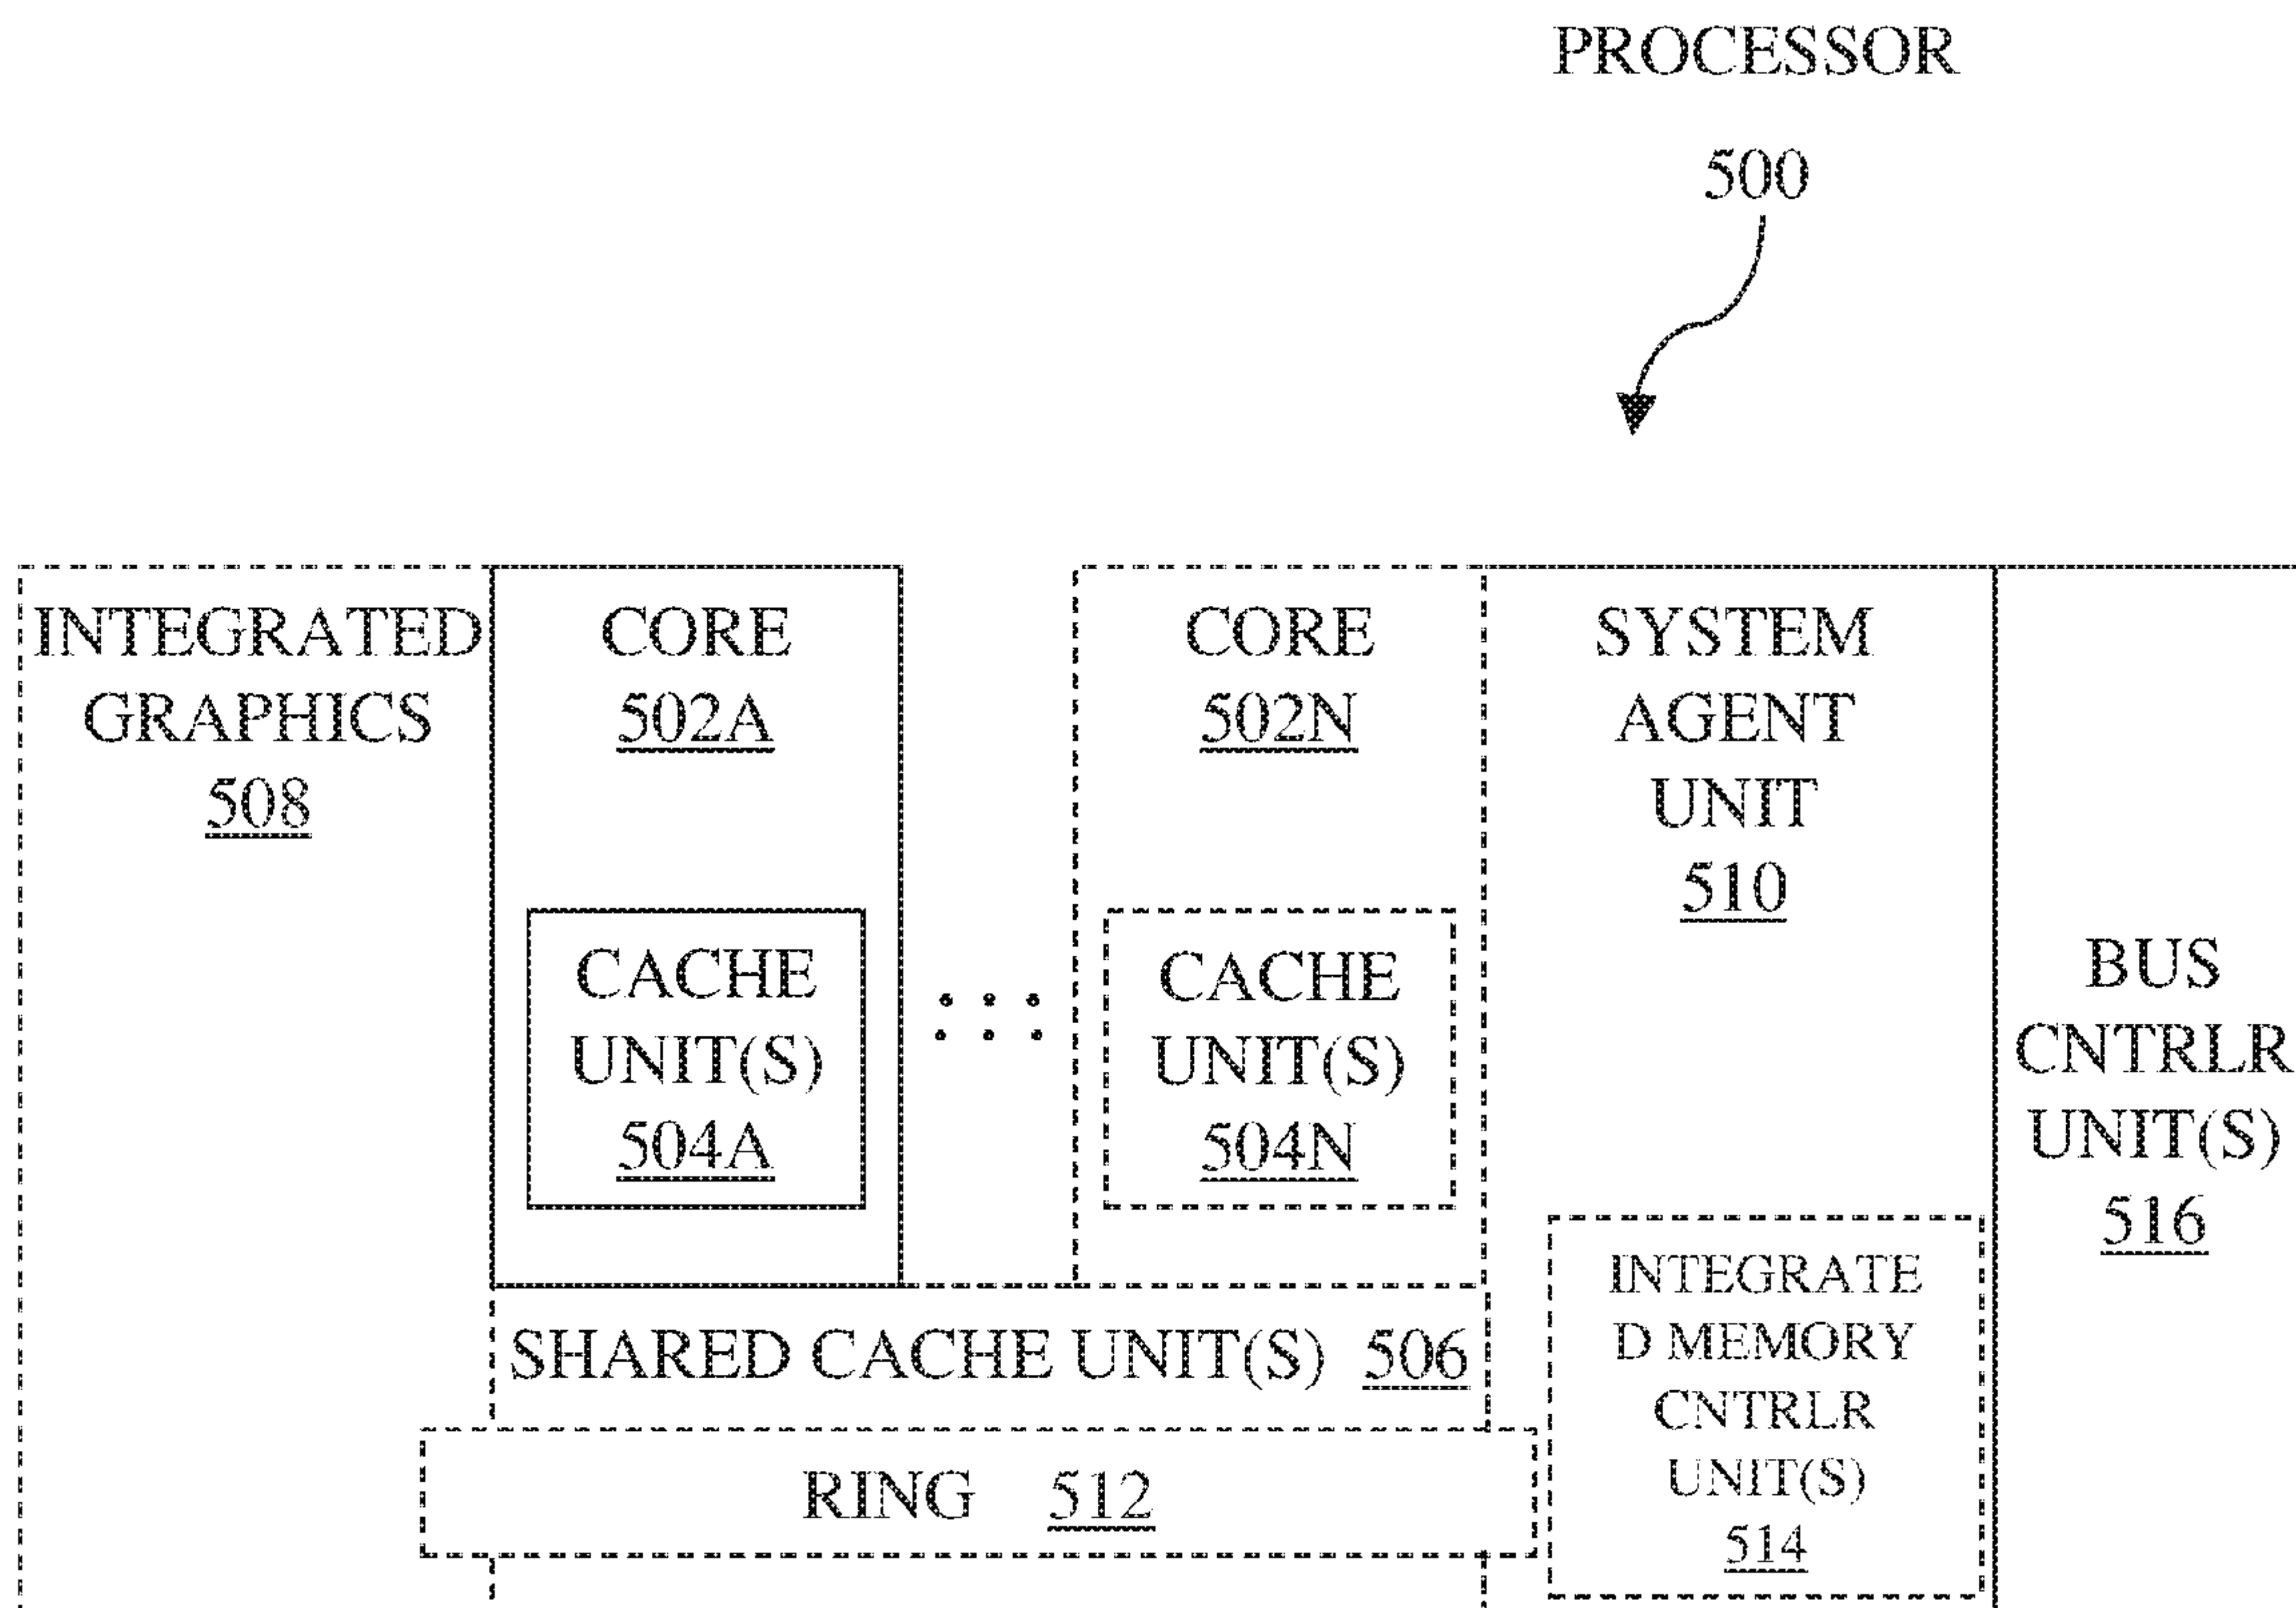 PROCESSOR
500
INTEGRATED
GRAPHICS
508
CORE
502A
CACHE
UNIT(S)
504A
CORE
502N
CACHE
UNIT(S)
504N
SYSTEM
AGENT
UNIT
510
BUS
CNTRLR
UNIT(S)
516
INTEGRATE
D MEMORY
CNTRLR
UNIT(S)
514
SHARED CACHE UNIT(S) 506
RING 512